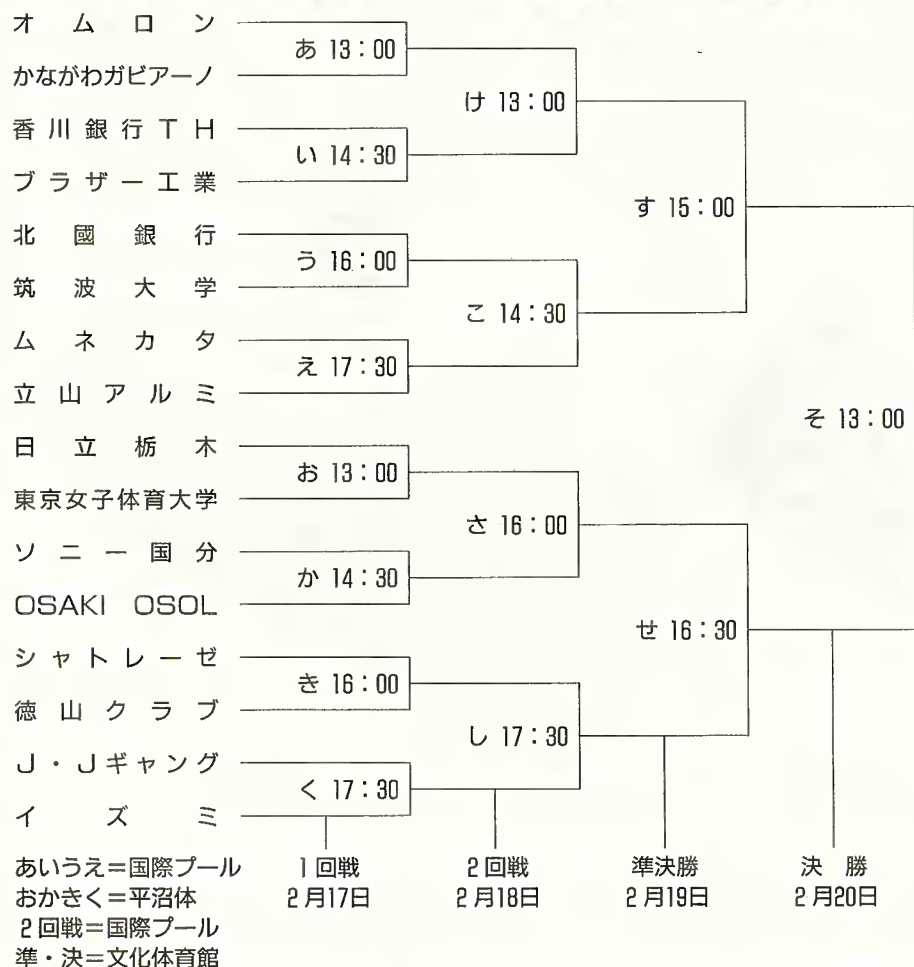 オムロン
あ 13：00
かながわガビアーノ
け 13：00
香川銀行TH
い 14：30
ブラザー工業
す 15：00
北國銀行
う 16：00
筑波大学
こ 14：30
ムネカタ
え 17：30
立山アルミ
そ 13：00
日立栃木
お 13：00
東京女子体育大学
さ 16：00
ソニー国分
か 14：30
OSAKI OSOL
せ 16：30
シャトレーゼ
き 16：00
徳山クラブ
し 17：30
J・Jギャング
く 17：30
イズミ
あいうえ＝国際プール
おかきく＝平沼体
2回戦＝国際プール
準・決＝文化体育館
1回戦
2月17日
2回戦
2月18日
準決勝
2月19日
決 勝
2月20日